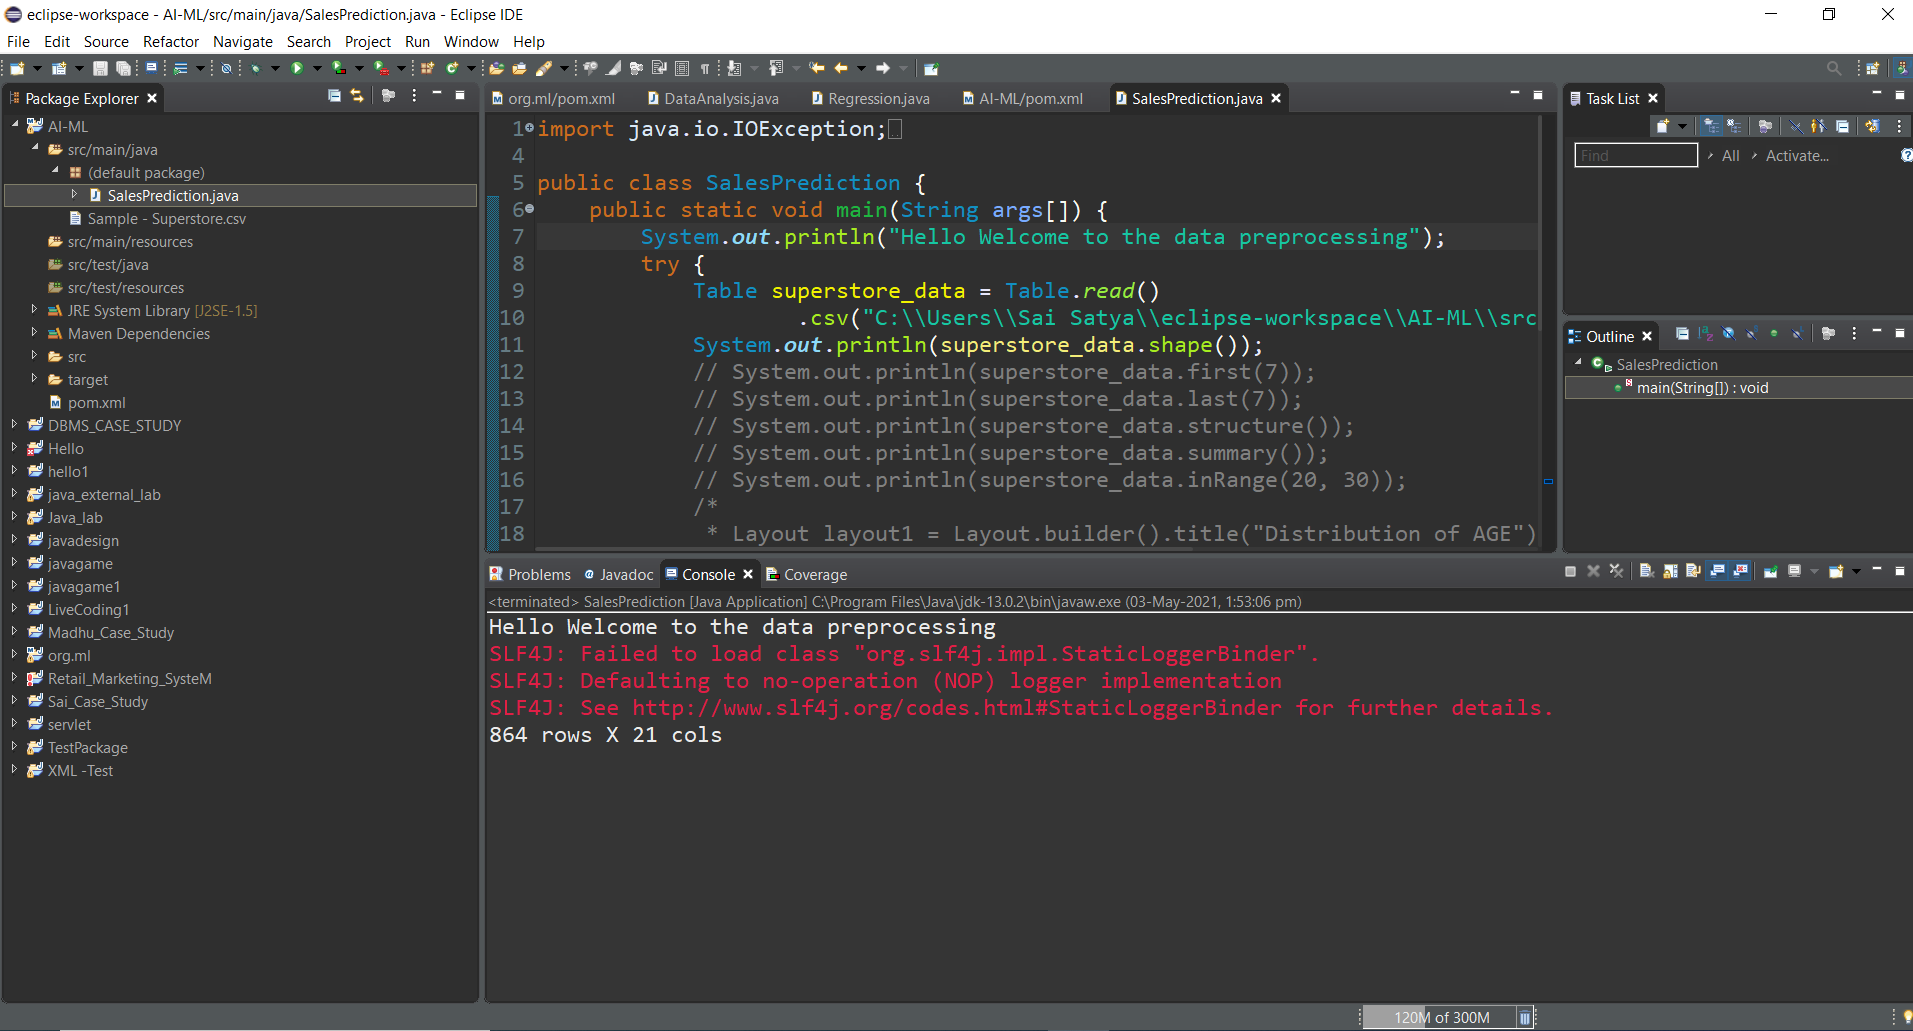 eclipse-workspace - AI-ML/src/main/java/SalesPrediction.java - Eclipse IDE
File Edit Source Refactor Navigate Search Project Run Window Help
Package Explorer
AI-ML
src/main/java
(default package)
SalesPrediction.java
Sample - Superstore.csv
src/main/resources
src/test/java
src/test/resources
JRE System Library [J2SE-1.5]
Maven Dependencies
src
target
pom.xml
DBMS_CASE_STUDY
Hello
hello1
java_external_lab
Java_lab
javadesign
javagame
javagame1
LiveCoding1
Madhu_Case_Study
org.ml
Retail_Marketing_SysteM
Sai_Case_Study
servlet
TestPackage
XML -Test
org.ml/pom.xml DataAnalysis.java Regression.java AI-ML/pom.xml SalesPrediction.java
1 import java.io.IOException;
4
5 public class SalesPrediction {
6 public static void main(String args[]) {
7 System.out.println("Hello Welcome to the data preprocessing");
8 try {
9 Table superstore_data = Table.read()
10 .csv("C:\\Users\\Sai Satya\\eclipse-workspace\\AI-ML\\src
11 System.out.println(superstore_data.shape());
12 // System.out.println(superstore_data.first(7));
13 // System.out.println(superstore_data.last(7));
14 // System.out.println(superstore_data.structure());
15 // System.out.println(superstore_data.summary());
16 // System.out.println(superstore_data.inRange(20, 30));
17 /*
18 * Layout layout1 = Layout.builder().title("Distribution of AGE")
Task List
Find All Activate...
Outline
SalesPrediction
main(String[]) : void
Problems Javadoc Console Coverage
<terminated> SalesPrediction [Java Application] C:\Program Files\Java\jdk-13.0.2\bin\javaw.exe (03-May-2021, 1:53:06 pm)
Hello Welcome to the data preprocessing
SLF4J: Failed to load class "org.slf4j.impl.StaticLoggerBinder".
SLF4J: Defaulting to no-operation (NOP) logger implementation
SLF4J: See http://www.slf4j.org/codes.html#StaticLoggerBinder for further details.
864 rows X 21 cols
120M of 300M